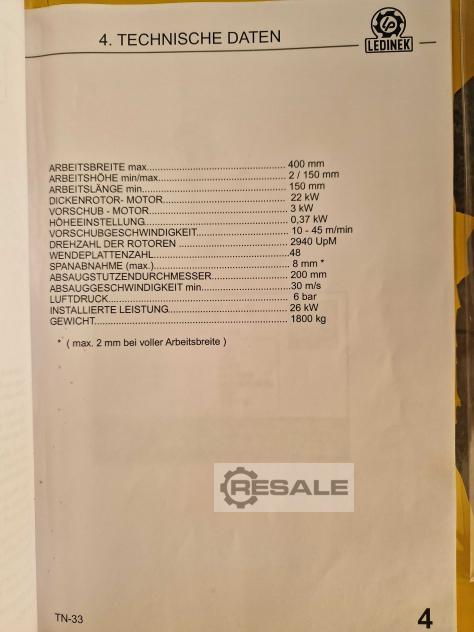 4. TECHNISCHE DATEN
LEDINEK
ARBEITSBREITE max.................................................. 400 mm
ARBEITSHÖHE min/max............................................ 2 / 150 mm
ARBEITSLÄNGE min.................................................. 150 mm
DICKENROTOR- MOTOR........................................... 22 kW
VORSCHUB - MOTOR................................................ 3 kW
HÖHEEINSTELLUNG................................................. 0,37 kW
VORSCHUBGESCHWINDIGKEIT................................ 10 - 45 m/min
DREHZAHL DER ROTOREN ...................................... 2940 UpM
WENDEPLATTENZAHL................................................48
SPANABNAHME (max.)................................................ 8 mm *
ABSAUGSTUTZENDURCHMESSER........................... 200 mm
ABSAUGGESCHWINDIGKEIT min................................30 m/s
LUFTDRUCK.............................................................. 6 bar
INSTALLIERTE LEISTUNG.......................................... 26 kW
GEWICHT................................................................... 1800 kg
* ( max. 2 mm bei voller Arbeitsbreite )
RESALE
TN-33
4